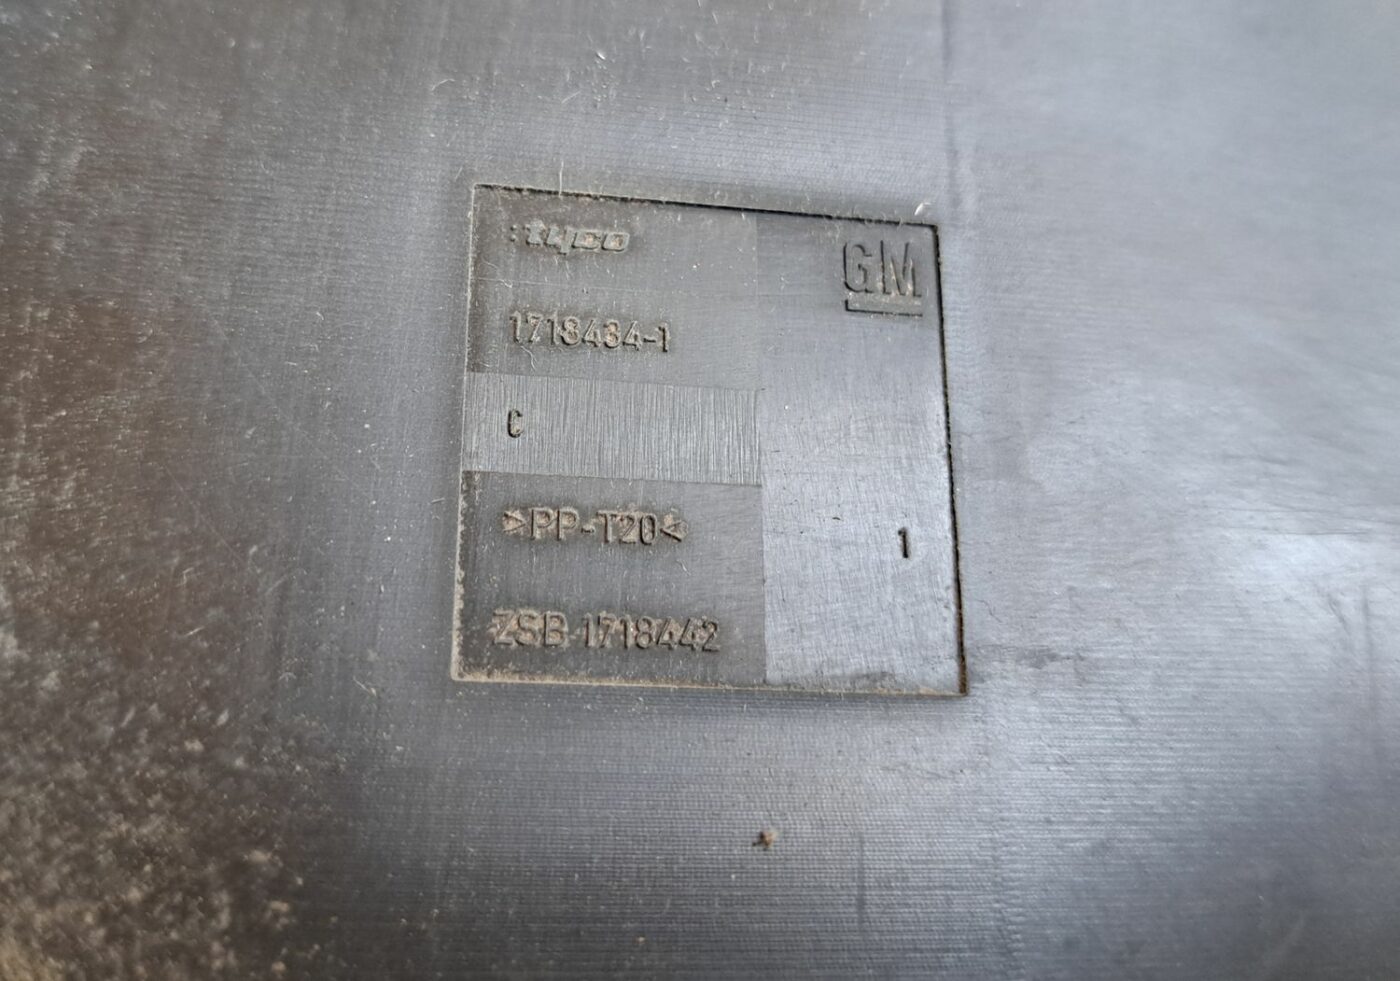 tyco
GM
1718434-1
C
>PP-T20<
1
ZSB 1718442